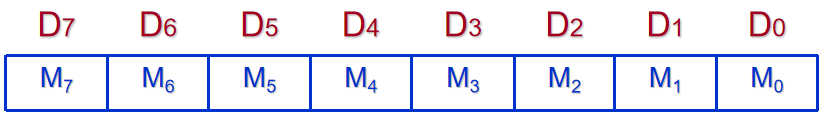 D7 D6 D5 D4 D3 D2 D1 D0
M₇ M₆ M₅ M₄ M₃ M₂ M₁ M₀